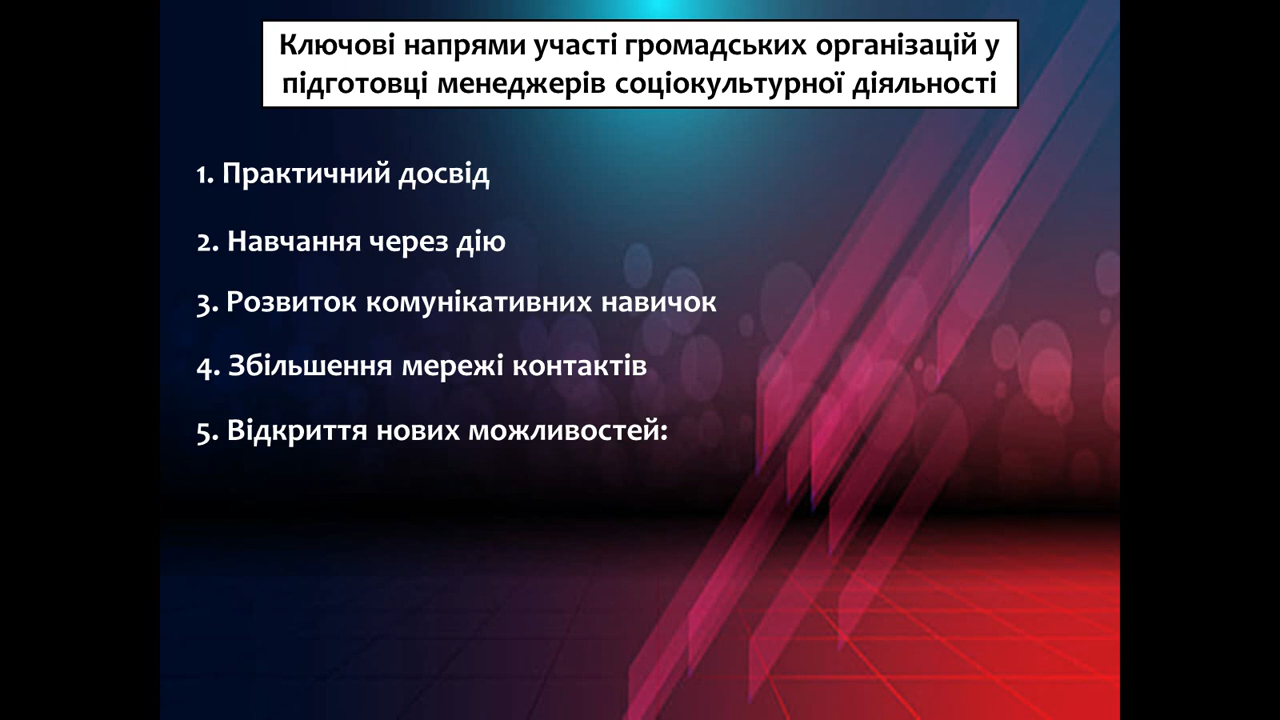 Ключові напрями участі громадських організацій у
підготовці менеджерів соціокультурної діяльності
1. Практичний досвід
2. Навчання через дію
3. Розвиток комунікативних навичок
4. Збільшення мережі контактів
5. Відкриття нових можливостей: